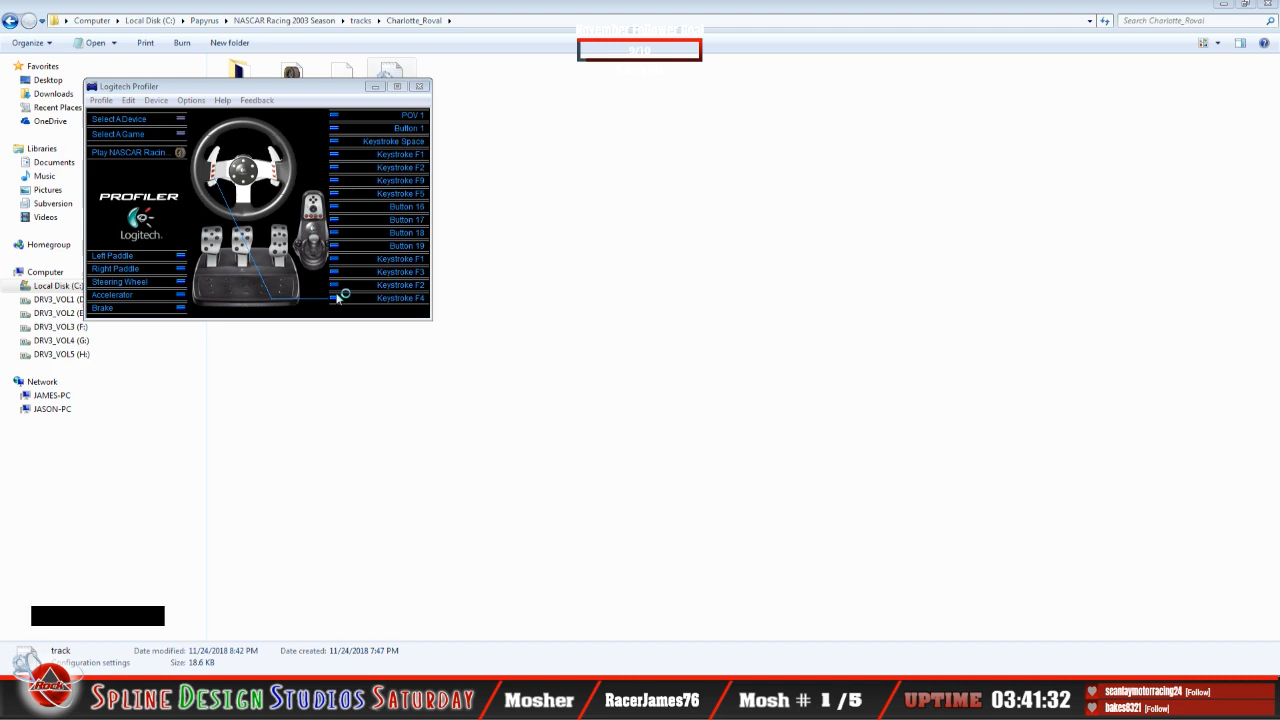 Computer ▸ Local Disk (C:) ▸ Papyrus ▸ NASCAR Racing 2003 Season ▸ tracks ▸ Charlotte_Roval ▸
Search Charlotte_Roval
Organize Open Print Burn New folder
November Follower Goal
9/10
Favorites
Desktop
Downloads
Recent Places
OneDrive
Libraries
Documents
Music
Pictures
Subversion
Videos
Homegroup
Computer
Local Disk (C:
DRV3_VOL1 (D
DRV3_VOL2 (E
DRV3_VOL3 (F:)
DRV3_VOL4 (G:)
DRV3_VOL5 (H:)
Network
JAMES-PC
JASON-PC
Logitech Profiler
Profile Edit Device Options Help Feedback
Select A Device
Select A Game
Play NASCAR Racin...
PROFILER
Logitech
Left Paddle
Right Paddle
Steering Wheel
Accelerator
Brake
POV 1
Button 1
Keystroke Space
Keystroke F1
Keystroke F2
Keystroke F9
Keystroke F5
Button 16
Button 17
Button 18
Button 19
Keystroke F1
Keystroke F3
Keystroke F2
Keystroke F4
track Date modified: 11/24/2018 8:42 PM Date created: 11/24/2018 7:47 PM
Configuration settings Size: 18.6 KB
SPLINE DESIGN STUDIOS SATURDAY Mosher RacerJames76 Mosh # 1 /5 UPTIME 03:41:32
seantaymotorracing24 [Follow]
bakes8321 [Follow]